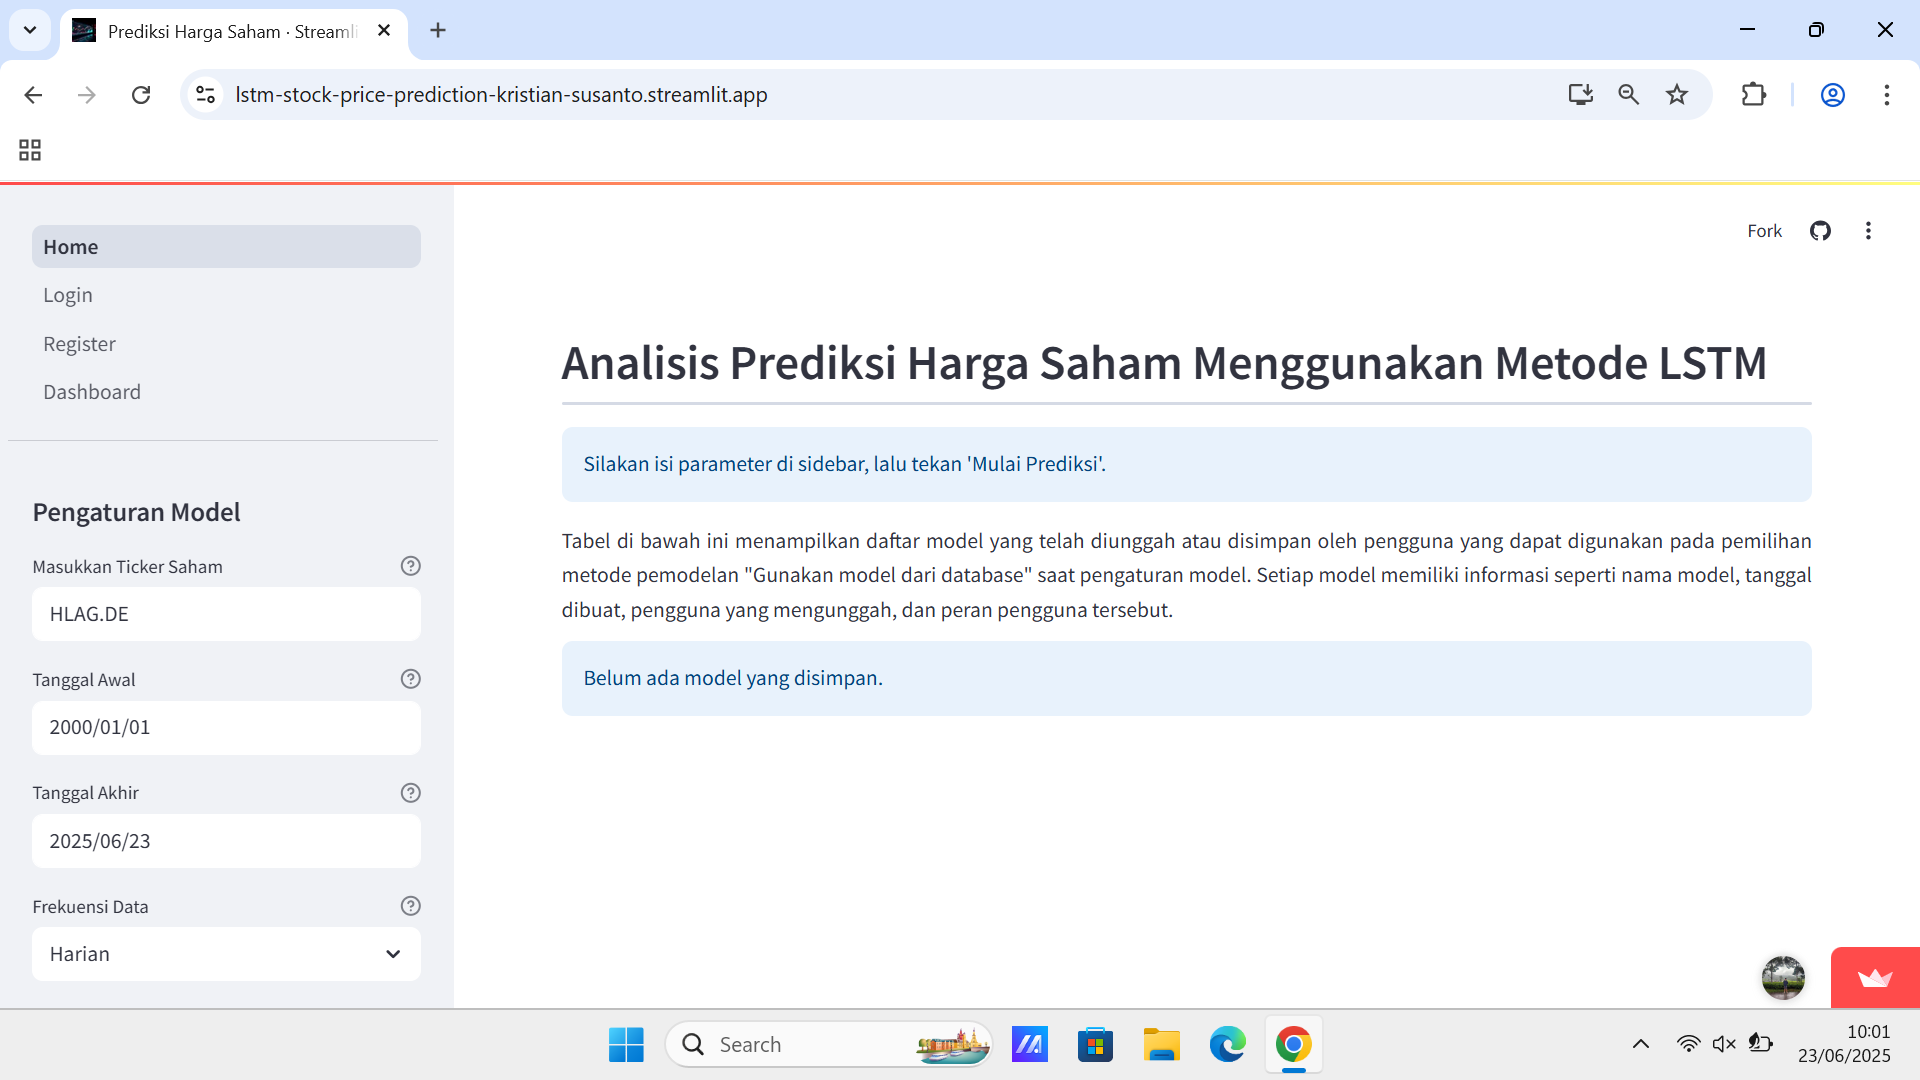 Prediksi Harga Saham · Streamli
lstm-stock-price-prediction-kristian-susanto.streamlit.app
Home
Login
Register
Dashboard
Pengaturan Model
Masukkan Ticker Saham
HLAG.DE
Tanggal Awal
2000/01/01
Tanggal Akhir
2025/06/23
Frekuensi Data
Harian
Fork
Analisis Prediksi Harga Saham Menggunakan Metode LSTM
Silakan isi parameter di sidebar, lalu tekan 'Mulai Prediksi'.
Tabel di bawah ini menampilkan daftar model yang telah diunggah atau disimpan oleh pengguna yang dapat digunakan pada pemilihan
metode pemodelan "Gunakan model dari database" saat pengaturan model. Setiap model memiliki informasi seperti nama model, tanggal
dibuat, pengguna yang mengunggah, dan peran pengguna tersebut.
Belum ada model yang disimpan.
Search
10:01
23/06/2025